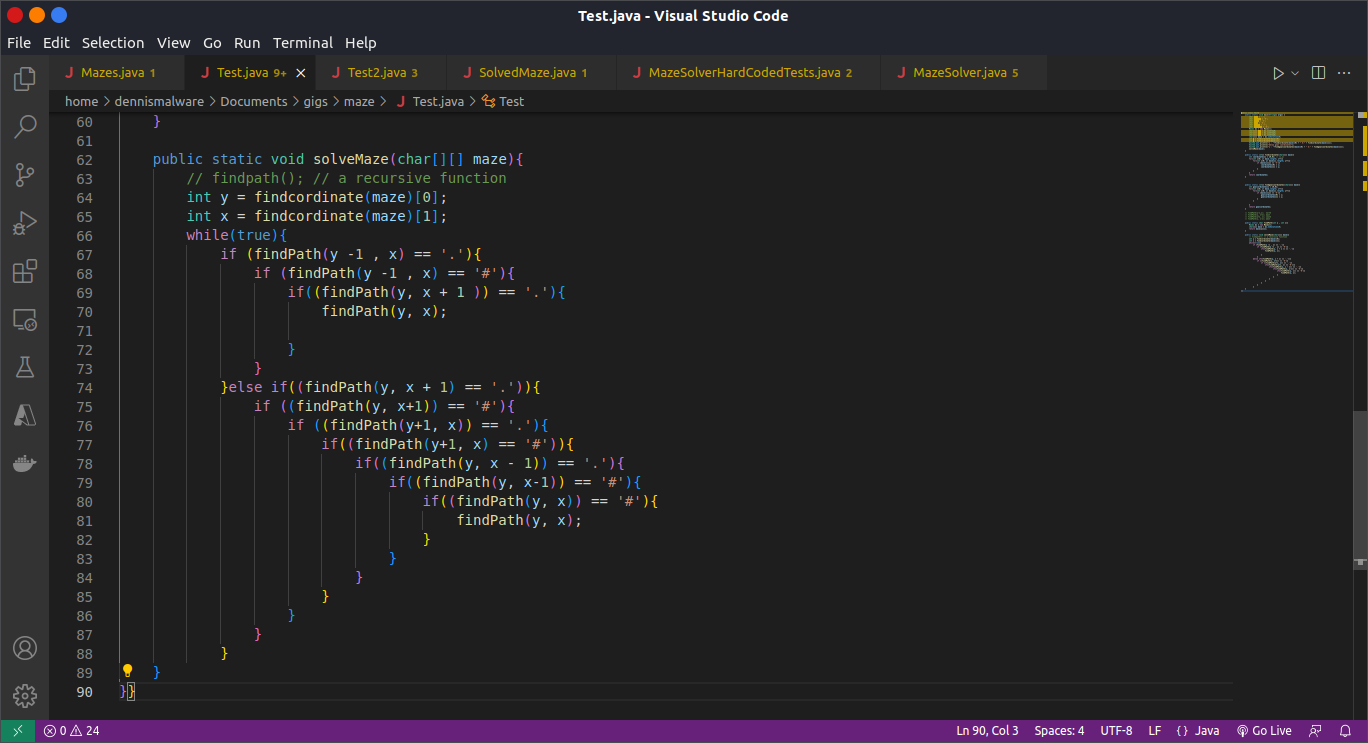 Test.java - Visual Studio Code
File Edit Selection View Go Run Terminal Help
J Mazes.java 1 J Test.java 9+ J Test2.java 3 J SolvedMaze.java 1 J MazeSolverHardCodedTests.java 2 J MazeSolver.java 5
home > dennismalware > Documents > gigs > maze > J Test.java > Test
60 }
61
62 public static void solveMaze(char[][] maze){
63 // findpath(); // a recursive function
64 int y = findcordinate(maze)[0];
65 int x = findcordinate(maze)[1];
66 while(true){
67 if (findPath(y -1 , x) == '.'){
68 if (findPath(y -1 , x) == '#'){
69 if((findPath(y, x + 1 )) == '.'){
70 findPath(y, x);
71
72 }
73 }
74 }else if((findPath(y, x + 1) == '.')){
75 if ((findPath(y, x+1)) == '#'){
76 if ((findPath(y+1, x)) == '.'){
77 if((findPath(y+1, x) == '#')){
78 if((findPath(y, x - 1)) == '.'){
79 if((findPath(y, x-1)) == '#'){
80 if((findPath(y, x)) == '#'){
81 findPath(y, x);
82 }
83 }
84 }
85 }
86 }
87 }
88 }
89 }
90 }}
0 24 Ln 90, Col 3 Spaces: 4 UTF-8 LF {} Java Go Live